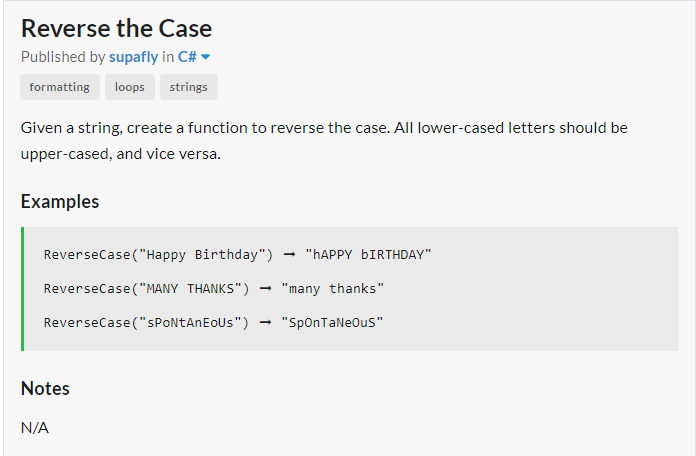 Reverse the Case
Published by supafly in C#
formatting loops strings
Given a string, create a function to reverse the case. All lower-cased letters should be
upper-cased, and vice versa.
Examples
ReverseCase("Happy Birthday") ➞ "hAPPY bIRTHDAY"
ReverseCase("MANY THANKS") ➞ "many thanks"
ReverseCase("sPoNtAnEoUs") ➞ "SpOnTaNeOuS"
Notes
N/A